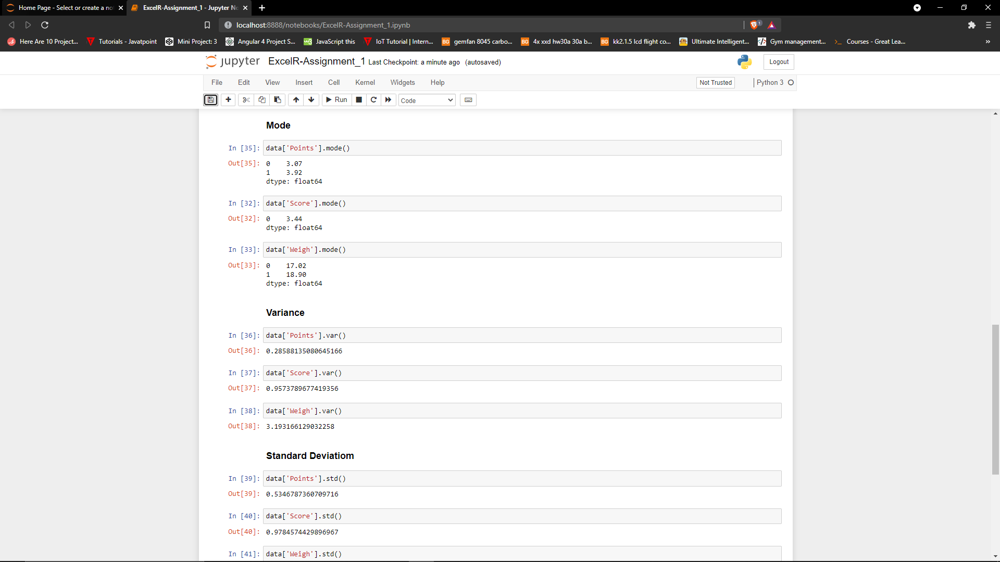 Home Page - Select or create a no
ExcelR-Assignment_1 - Jupyter No
localhost:8888/notebooks/ExcelR-Assignment_1.ipynb
1
Here Are 10 Project...
Tutorials - Javatpoint
Mini Project: 3
Angular 4 Project S...
JavaScript this
IoT Tutorial | Intern...
BG gemfan 8045 carbo...
BG 4x xxd hw30a 30a b...
BG kk2.1.5 lcd flight co...
Ultimate Intelligent...
Gym management...
Courses - Great Lea...
jupyter ExcelR-Assignment_1 Last Checkpoint: a minute ago (autosaved)
Logout
File Edit View Insert Cell Kernel Widgets Help
Not Trusted
Python 3
Run
Code
Mode
In [35]: data['Points'].mode()
Out[35]: 0 3.07
1 3.92
dtype: float64
In [32]: data['Score'].mode()
Out[32]: 0 3.44
dtype: float64
In [33]: data['Weigh'].mode()
Out[33]: 0 17.02
1 18.90
dtype: float64
Variance
In [36]: data['Points'].var()
Out[36]: 0.28588135080645166
In [37]: data['Score'].var()
Out[37]: 0.9573789677419356
In [38]: data['Weigh'].var()
Out[38]: 3.193166129032258
Standard Deviatiom
In [39]: data['Points'].std()
Out[39]: 0.5346787360709716
In [40]: data['Score'].std()
Out[40]: 0.9784574429896967
In [41]: data['Weigh'].std()